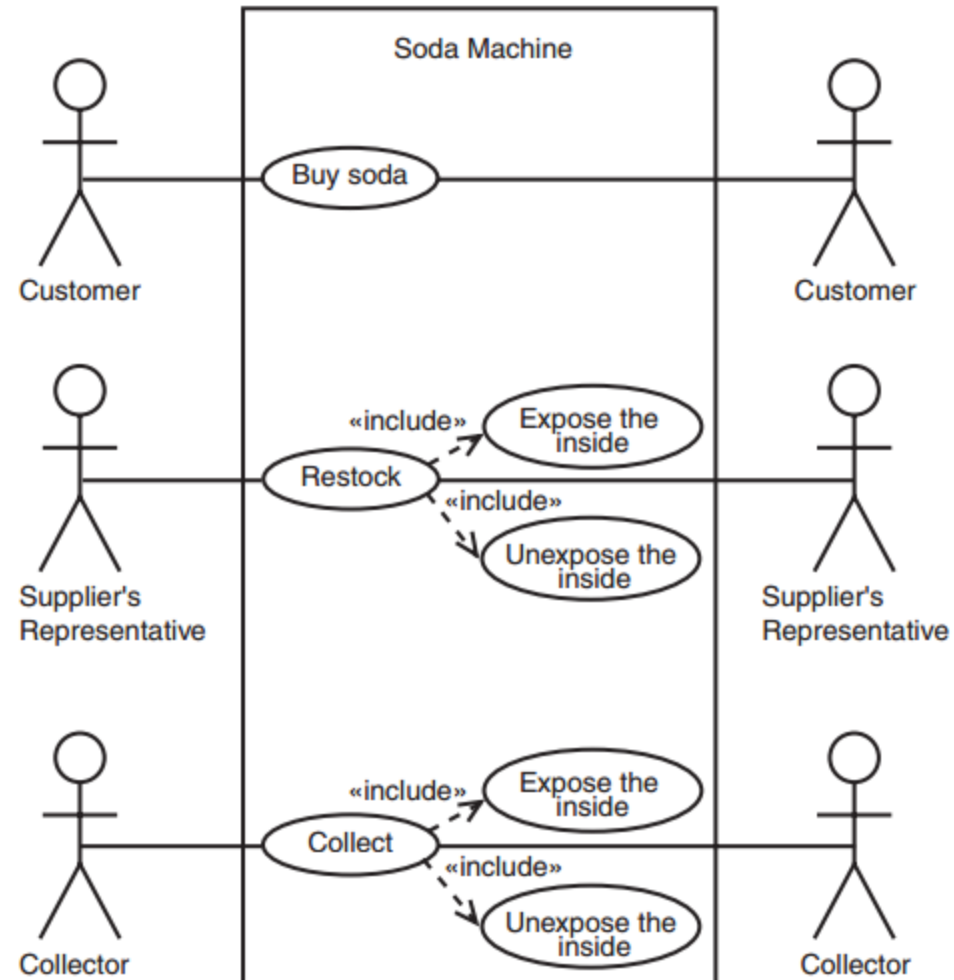 Soda Machine
Buy soda
Customer
Customer
«include»
Expose the
inside
Restock
«include»
Unexpose the
inside
Supplier's
Representative
Supplier's
Representative
«include»
Expose the
inside
Collect
«include»
Unexpose the
inside
Collector
Collector